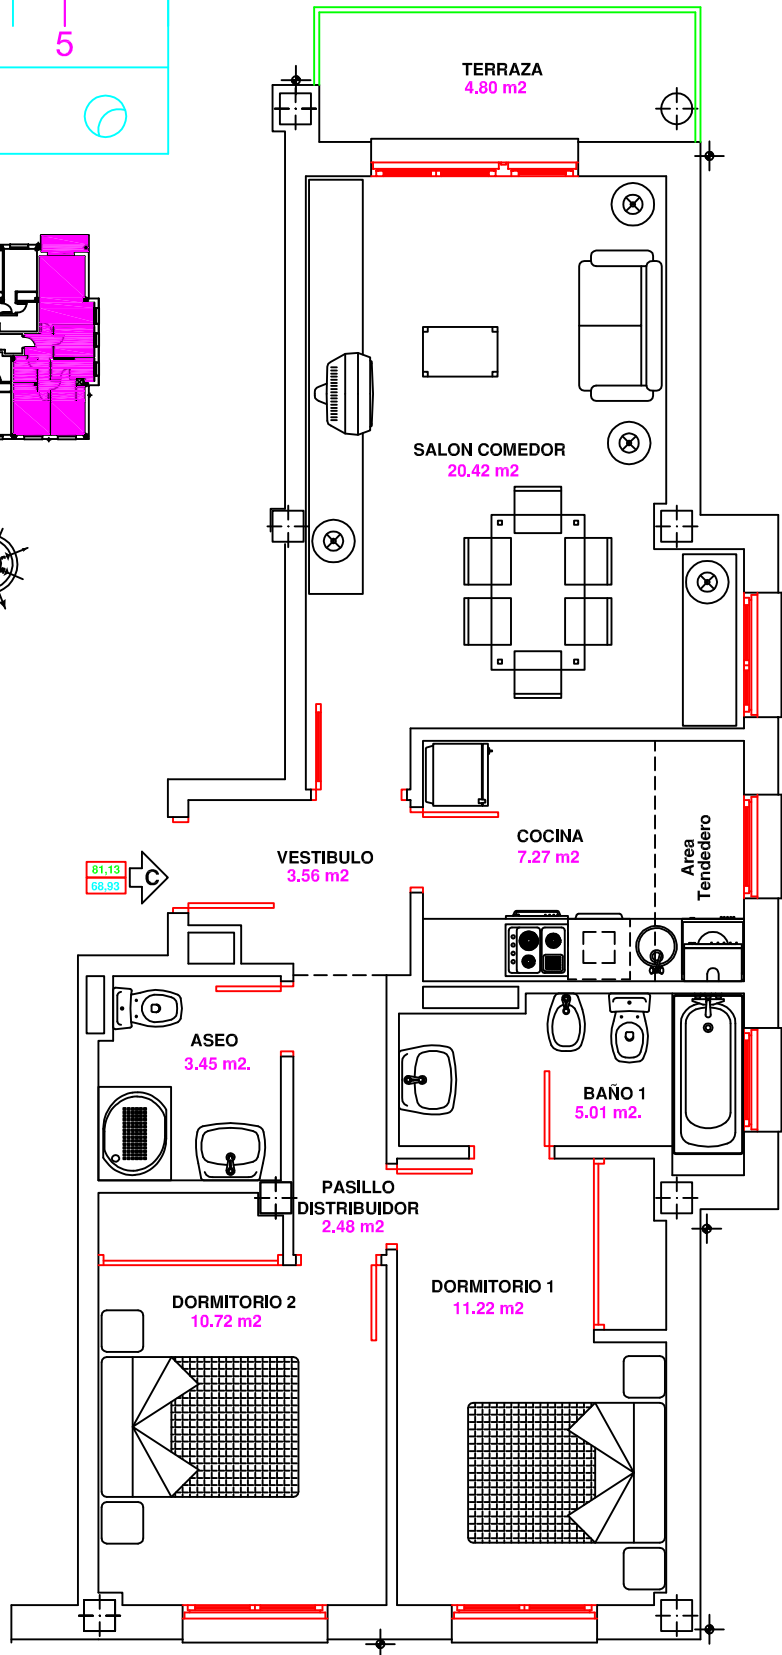 5
TERRAZA
4.80 m2
SALON COMEDOR
20.42 m2
COCINA
7.27 m2
Area
Tendedero
VESTIBULO
3.56 m2
81,13
68,93
C
ASEO
3.45 m2.
BAÑO 1
5.01 m2.
PASILLO
DISTRIBUIDOR
2.48 m2
DORMITORIO 1
11.22 m2
DORMITORIO 2
10.72 m2